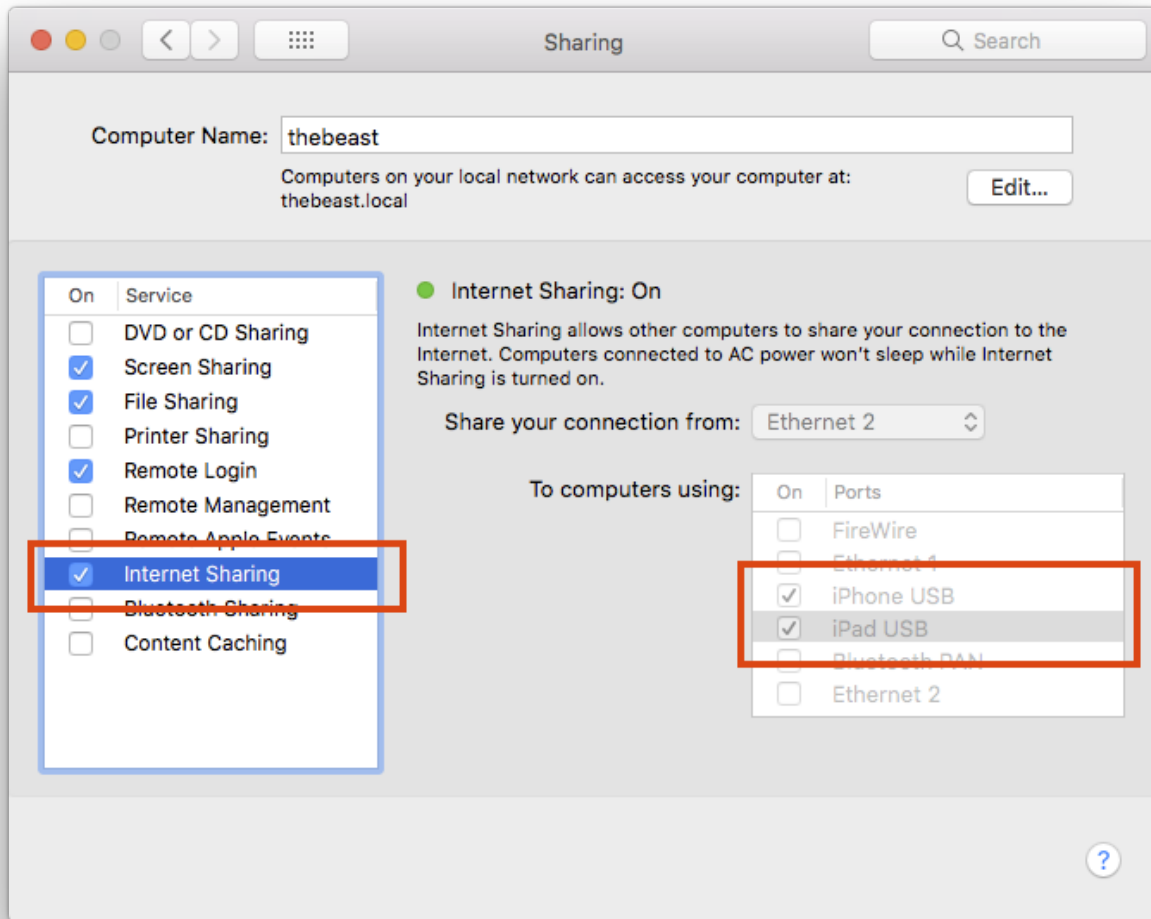 Sharing
Search
Computer Name:
thebeast
Computers on your local network can access your computer at:
thebeast.local
Edit...
On
Service
DVD or CD Sharing
Screen Sharing
File Sharing
Printer Sharing
Remote Login
Remote Management
Remote Apple Events
Internet Sharing
Bluetooth Sharing
Content Caching
Internet Sharing: On
Internet Sharing allows other computers to share your connection to the
Internet. Computers connected to AC power won't sleep while Internet
Sharing is turned on.
Share your connection from:
Ethernet 2
To computers using:
On
Ports
FireWire
Ethernet 1
iPhone USB
iPad USB
Bluetooth PAN
Ethernet 2
?